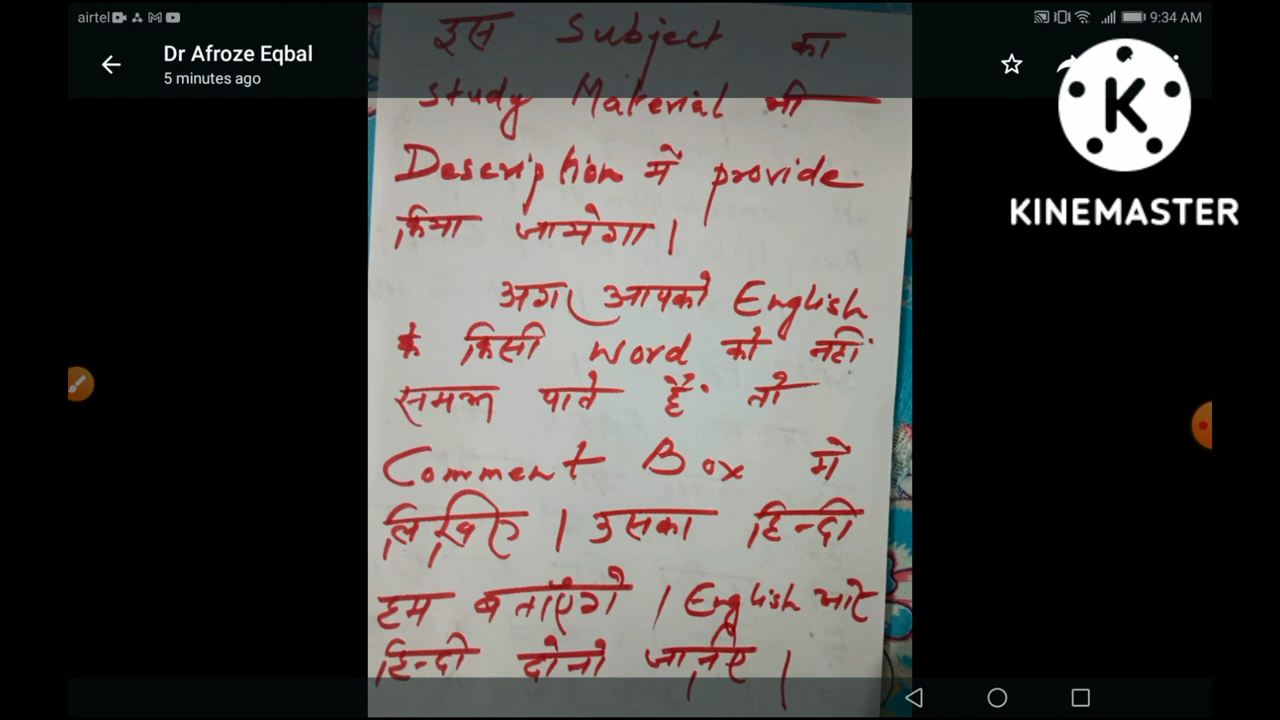 airtel
9:34 AM
Dr Afroze Eqbal
5 minutes ago
K
KINEMASTER
इस Subject का
study Material भी
Description में provide
किया जायेगा।
अगर आपको English
के किसी word को नहीं
समझ पाते हैं तो
Comment Box में
लिखिए। उसका हिन्दी
हम बताएंगे। English और
हिन्दी दोनो जानिए।